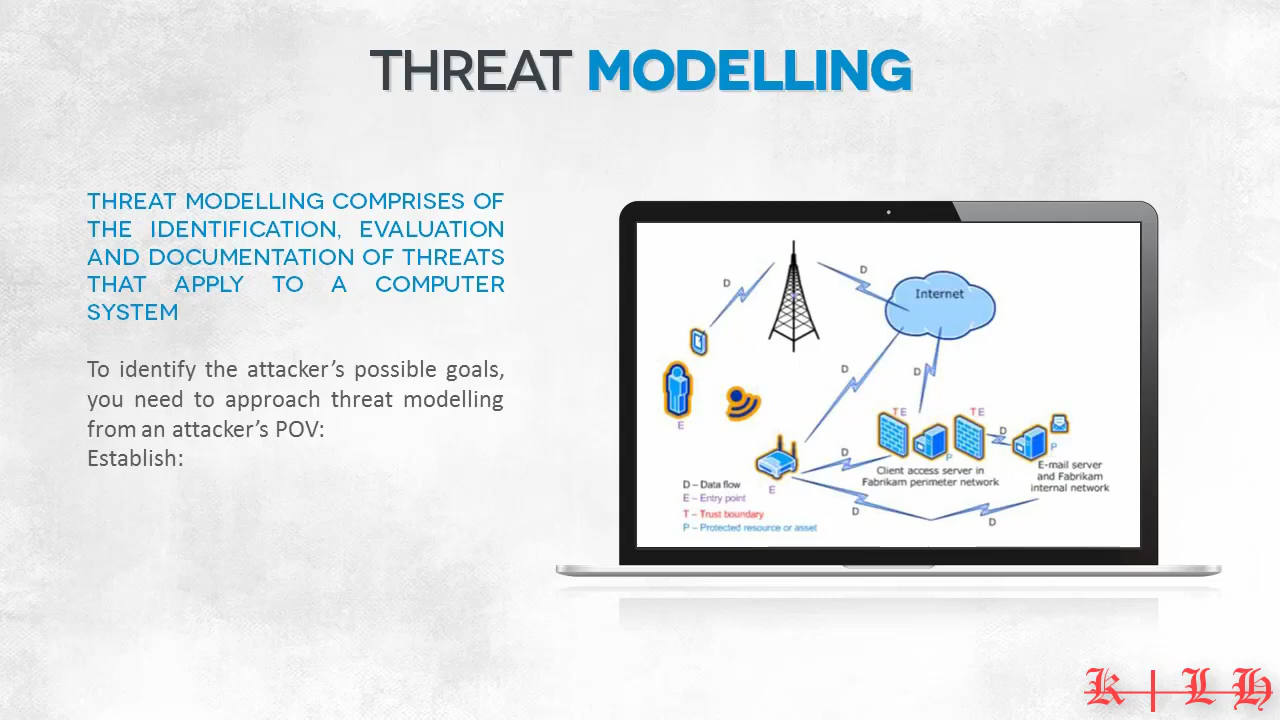 THREAT MODELLING
THREAT MODELLING COMPRISES OF
THE IDENTIFICATION, EVALUATION
AND DOCUMENTATION OF THREATS
THAT APPLY TO A COMPUTER
SYSTEM
To identify the attacker's possible goals,
you need to approach threat modelling
from an attacker's POV:
Establish:
D
D
Internet
D
D
E
TE
TE
D
P
P
D
E
Client access server in
Fabrikam perimeter network
E-mail server
and Fabrikam
internal network
D – Data flow
E – Entry point
T – Trust boundary
P – Protected resource or asset
D
D
K | L H